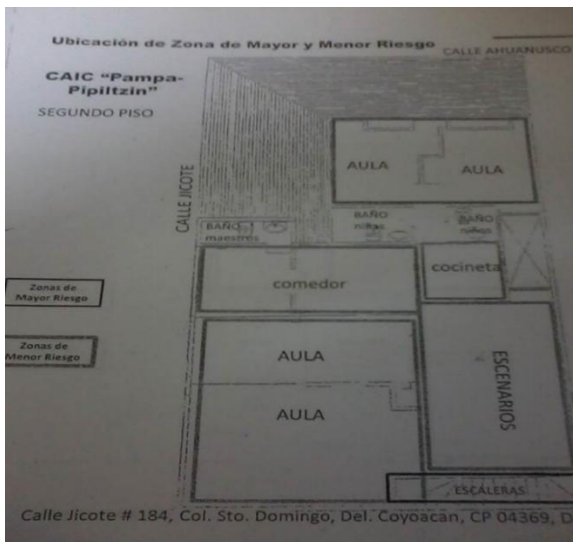 Ubicación de Zona de Mayor y Menor Riesgo
CALLE AHUANUSCO
CAIC "Pampa-
Pipiltzin"
SEGUNDO PISO
CALLE JICOTE
AULA
AULA
BAÑO
maestros
BAÑO
niñas
BAÑO
niños
comedor
cocineta
Zonas de
Mayor Riesgo
Zonas de
Menor Riesgo
AULA
AULA
ESCENARIOS
ESCALERAS
Calle Jicote # 184, Col. Sto. Domingo, Del. Coyoacan, CP 04369, D